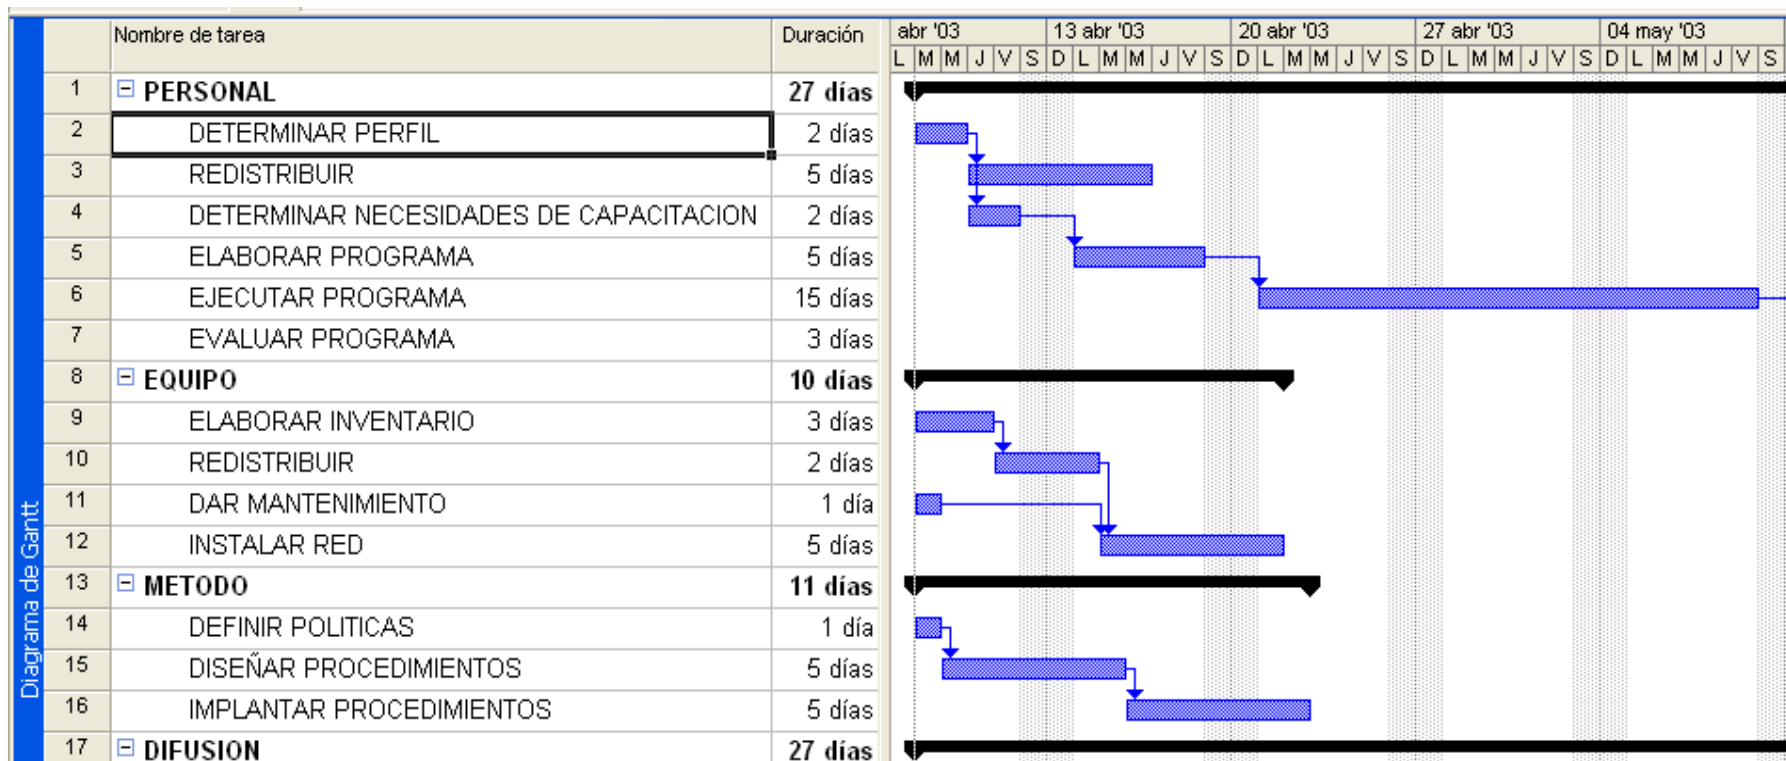 Nombre de tarea Duración abr '03 13 abr '03 20 abr '03 27 abr '03 04 may '03
L M M J V S D L M M J V S D L M M J V S D L M M J V S D L M M J V S
1 PERSONAL 27 días
2 DETERMINAR PERFIL 2 días
3 REDISTRIBUIR 5 días
4 DETERMINAR NECESIDADES DE CAPACITACION 2 días
5 ELABORAR PROGRAMA 5 días
6 EJECUTAR PROGRAMA 15 días
7 EVALUAR PROGRAMA 3 días
8 EQUIPO 10 días
9 ELABORAR INVENTARIO 3 días
10 REDISTRIBUIR 2 días
11 DAR MANTENIMIENTO 1 día
12 INSTALAR RED 5 días
13 METODO 11 días
14 DEFINIR POLITICAS 1 día
15 DISEÑAR PROCEDIMIENTOS 5 días
16 IMPLANTAR PROCEDIMIENTOS 5 días
17 DIFUSION 27 días
Diagrama de Gantt